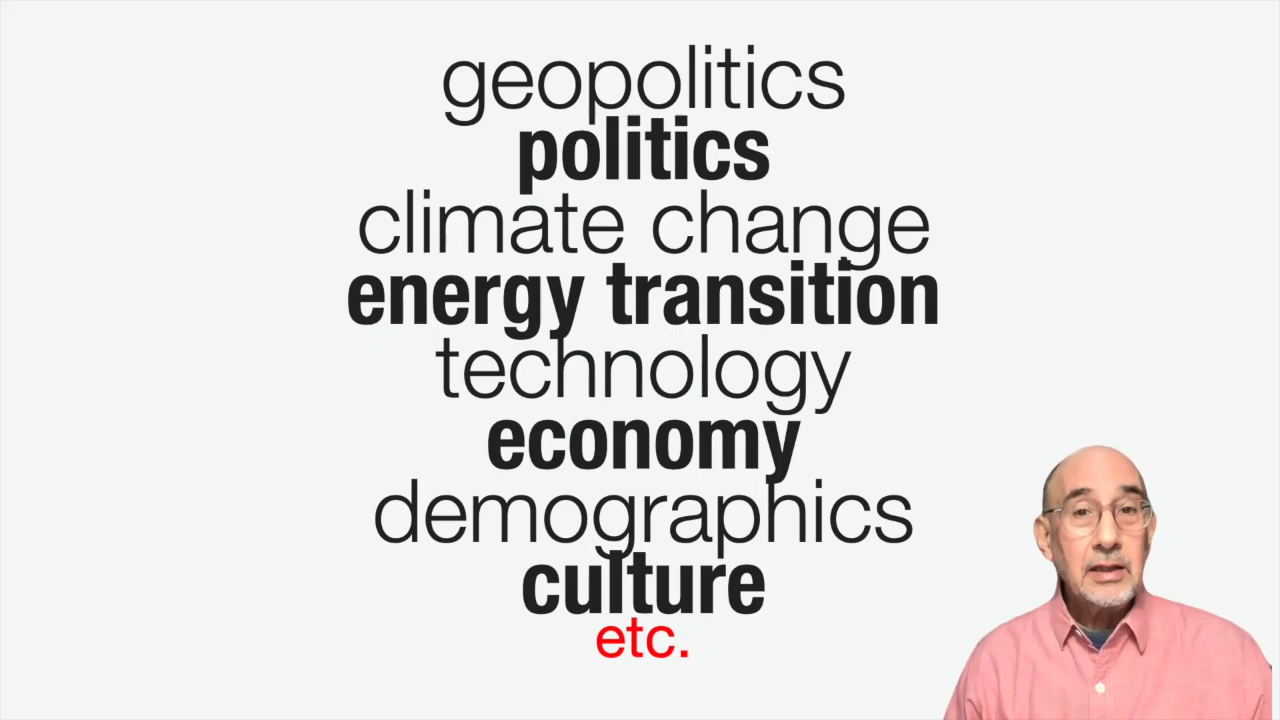 geopolitics
politics
climate change
energy transition
technology
economy
demographics
culture
etc.